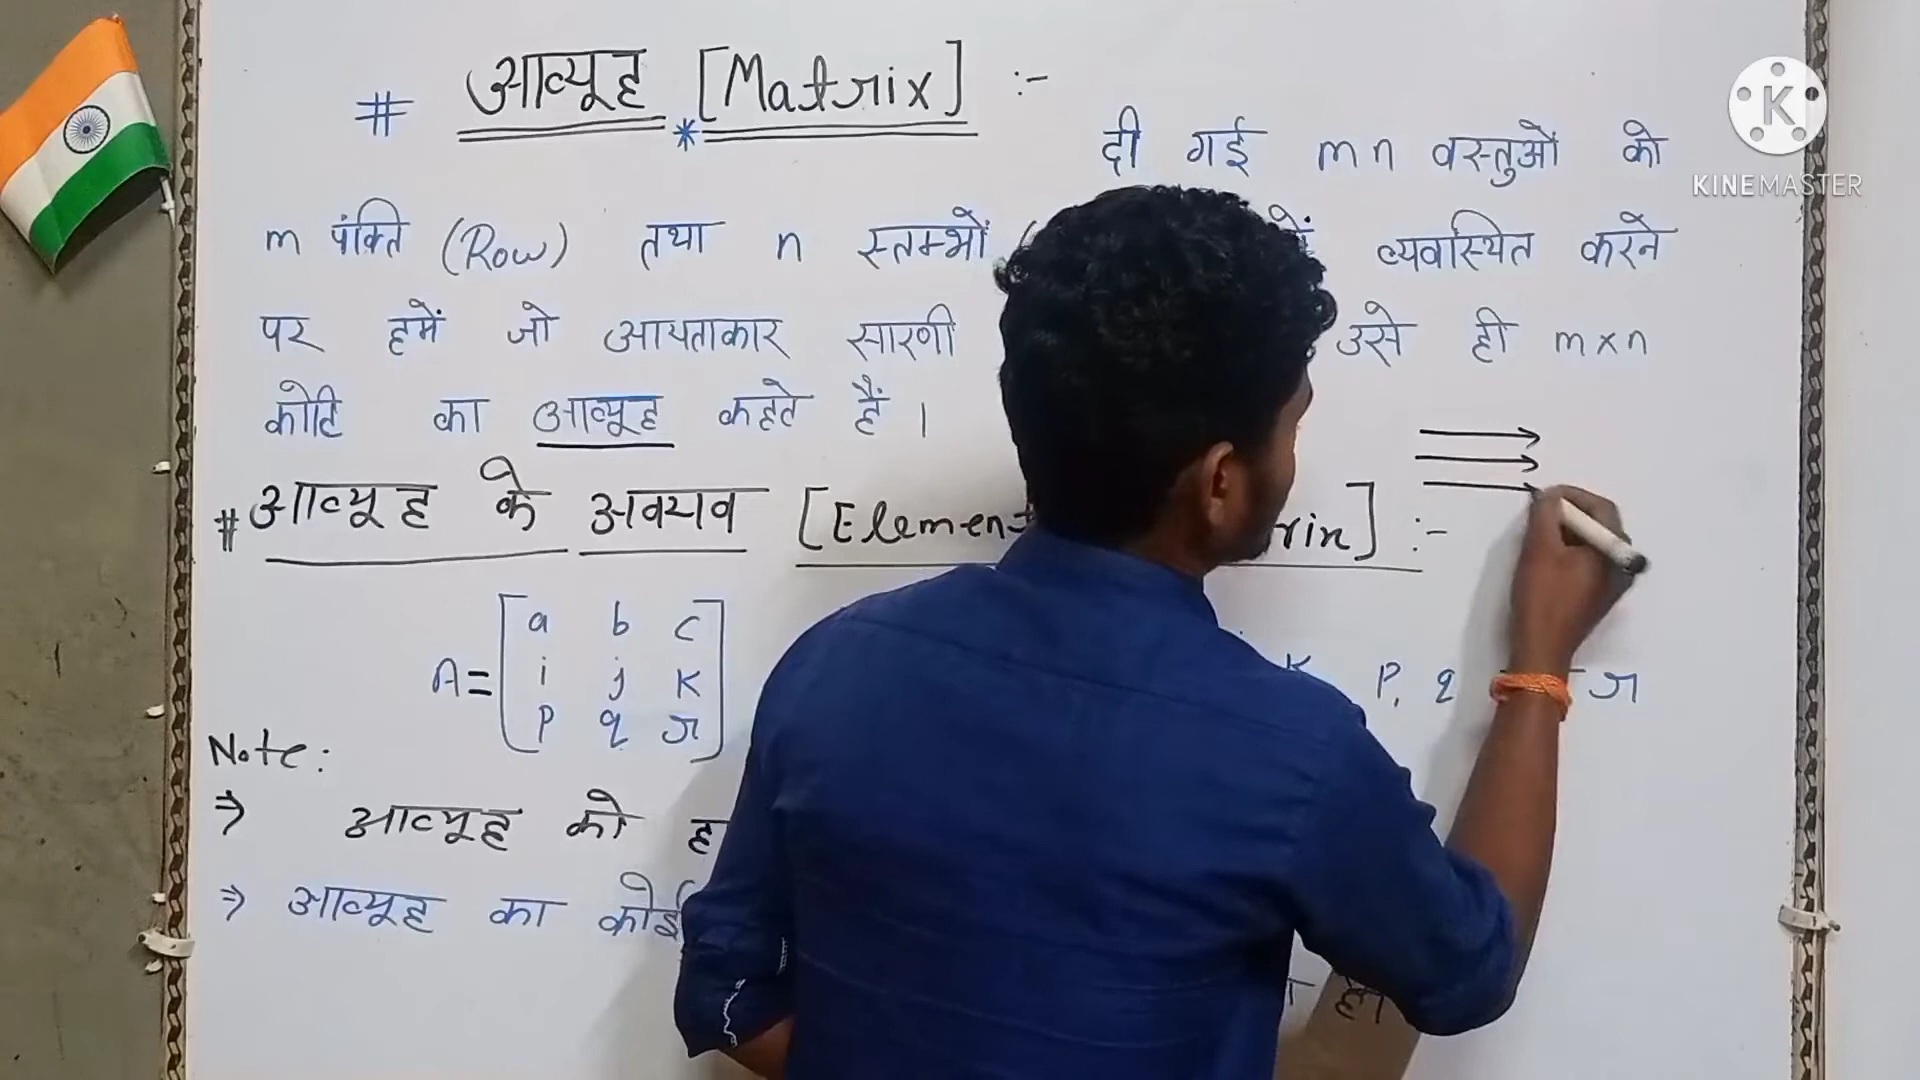 # आव्यूह [Matrix] :-
*
दी गई m n वस्तुओं को
K
KINEMASTER
m पंक्ति (Row) तथा n स्तम्भों ( में व्यवस्थित करने
पर हमें जो आयताकार सारणी उसे ही m×n
कोटि का आव्यूह कहते हैं ।
# आव्यूह के अवयव [Element rix] :-
a b c
A= i j K K P, q r
p q r
Note:
⇒ आव्यूह को ह
⇒ आव्यूह का कोई